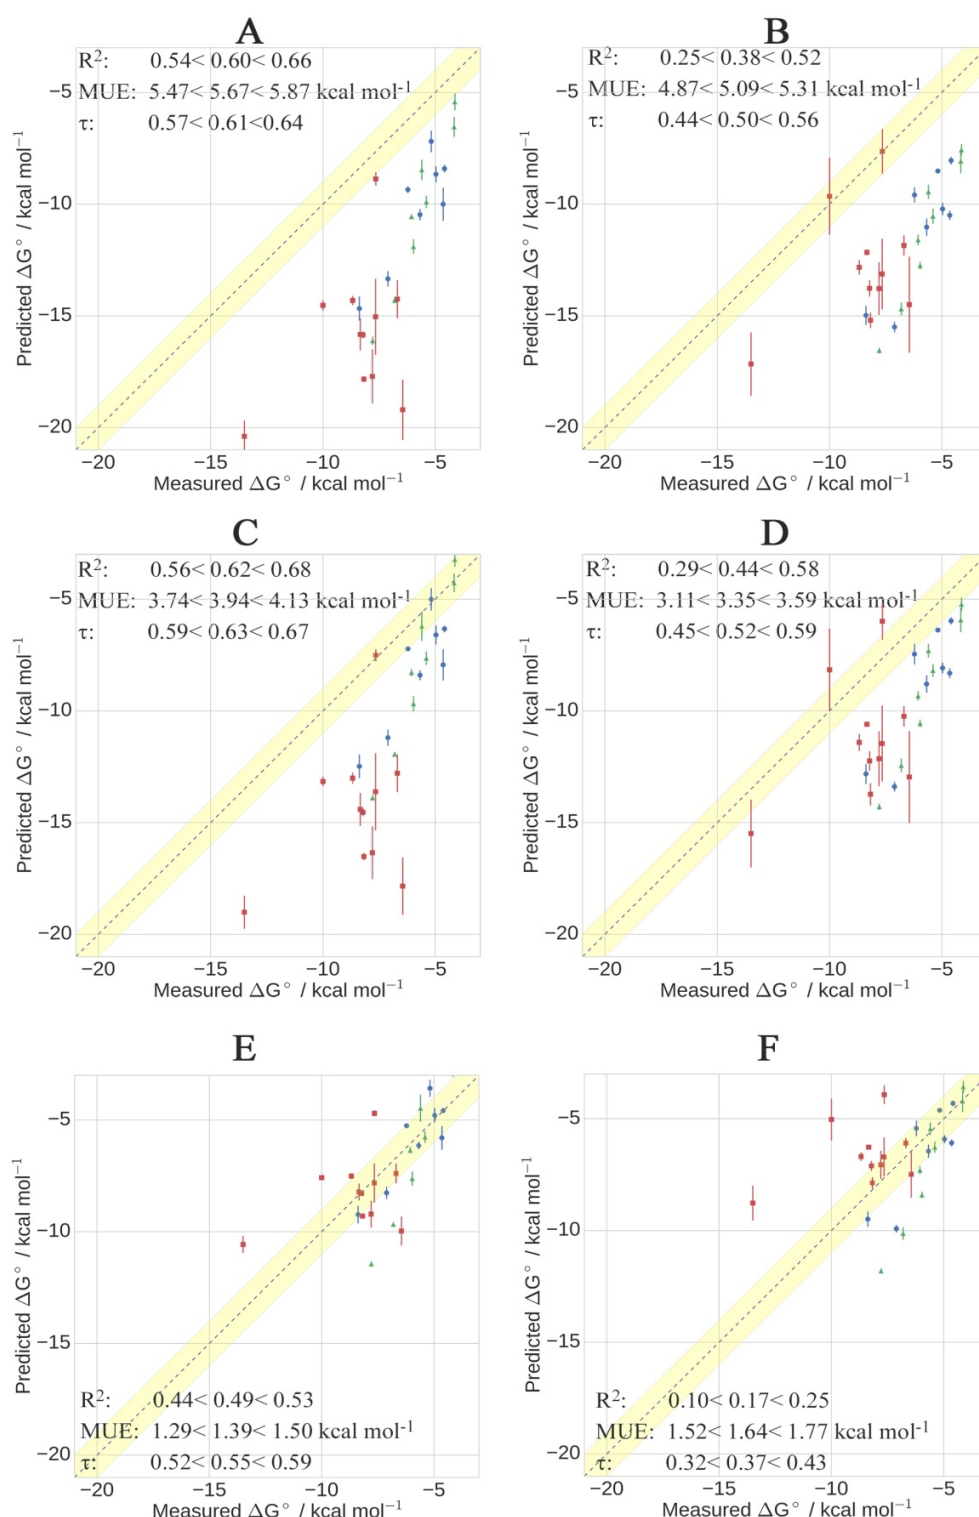 A
R²: 0.54< 0.60< 0.66
MUE: 5.47< 5.67< 5.87 kcal mol⁻¹
τ: 0.57< 0.61<0.64
−5
−10
−15
−20
Predicted ΔG° / kcal mol⁻¹
−20 −15 −10 −5
Measured ΔG° / kcal mol⁻¹
B
R²: 0.25< 0.38< 0.52
MUE: 4.87< 5.09< 5.31 kcal mol⁻¹
τ: 0.44< 0.50< 0.56
−5
−10
−15
−20
Predicted ΔG° / kcal mol⁻¹
−20 −15 −10 −5
Measured ΔG° / kcal mol⁻¹
C
R²: 0.56< 0.62< 0.68
MUE: 3.74< 3.94< 4.13 kcal mol⁻¹
τ: 0.59< 0.63< 0.67
−5
−10
−15
−20
Predicted ΔG° / kcal mol⁻¹
−20 −15 −10 −5
Measured ΔG° / kcal mol⁻¹
D
R²: 0.29< 0.44< 0.58
MUE: 3.11< 3.35< 3.59 kcal mol⁻¹
τ: 0.45< 0.52< 0.59
−5
−10
−15
−20
Predicted ΔG° / kcal mol⁻¹
−20 −15 −10 −5
Measured ΔG° / kcal mol⁻¹
E
−5
−10
−15
−20
Predicted ΔG° / kcal mol⁻¹
R²: 0.44< 0.49< 0.53
MUE: 1.29< 1.39< 1.50 kcal mol⁻¹
τ: 0.52< 0.55< 0.59
−20 −15 −10 −5
Measured ΔG° / kcal mol⁻¹
F
−5
−10
−15
−20
Predicted ΔG° / kcal mol⁻¹
R²: 0.10< 0.17< 0.25
MUE: 1.52< 1.64< 1.77 kcal mol⁻¹
τ: 0.32< 0.37< 0.43
−20 −15 −10 −5
Measured ΔG° / kcal mol⁻¹